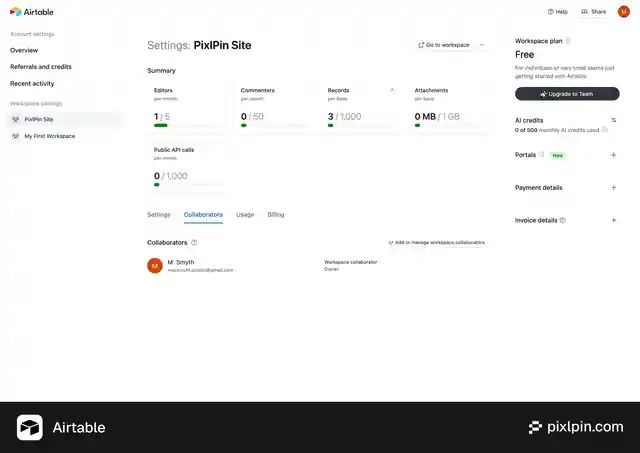 Airtable
Help
Share
M
Account settings
Overview
Referrals and credits
Recent activity
Workspace settings
PixlPin Site
My First Workspace
Settings: PixlPin Site
Go to workspace
Summary
Editors
per month
1 / 5
Commenters
per month
0 / 50
Records
per base
3 / 1,000
Attachments
per base
0 MB / 1 GB
Public API calls
per month
0 / 1,000
Settings
Collaborators
Usage
Billing
Collaborators
Add or manage workspace collaborators
M
M Smyth
Workspace collaborator
Owner
Workspace plan
Free
For individuals or very small teams just
getting started with Airtable.
Upgrade to Team
AI credits
0 of 500 monthly AI credits used
Portals New
Payment details
Invoice details
Airtable
pixlpin.com